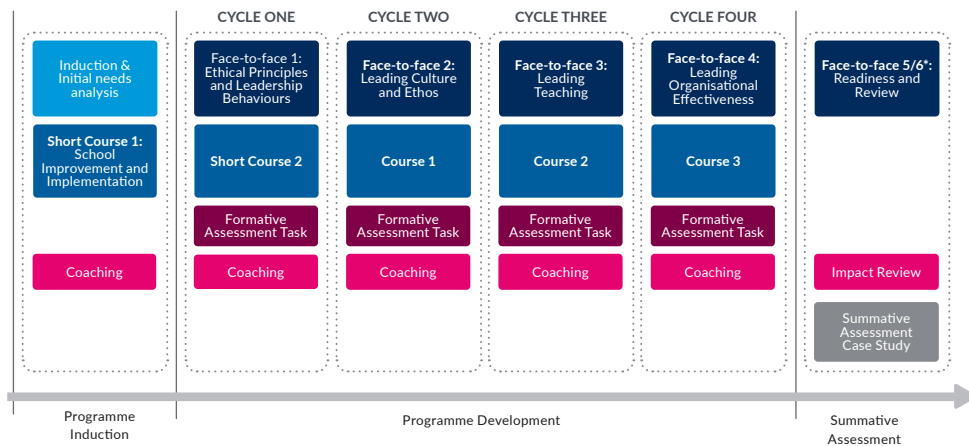 CYCLE ONE
CYCLE TWO
CYCLE THREE
CYCLE FOUR
Induction &
Initial needs
analysis
Short Course 1:
School
Improvement and
Implementation
Coaching
Face-to-face 1:
Ethical Principles
and Leadership
Behaviours
Short Course 2
Formative
Assessment Task
Coaching
Face-to-face 2:
Leading Culture
and Ethos
Course 1
Formative
Assessment Task
Coaching
Face-to-face 3:
Leading
Teaching
Course 2
Formative
Assessment Task
Coaching
Face-to-face 4:
Leading
Organisational
Effectiveness
Course 3
Formative
Assessment Task
Coaching
Face-to-face 5/6*:
Readiness and
Review
Impact Review
Summative
Assessment
Case Study
Programme
Induction
Programme Development
Summative
Assessment